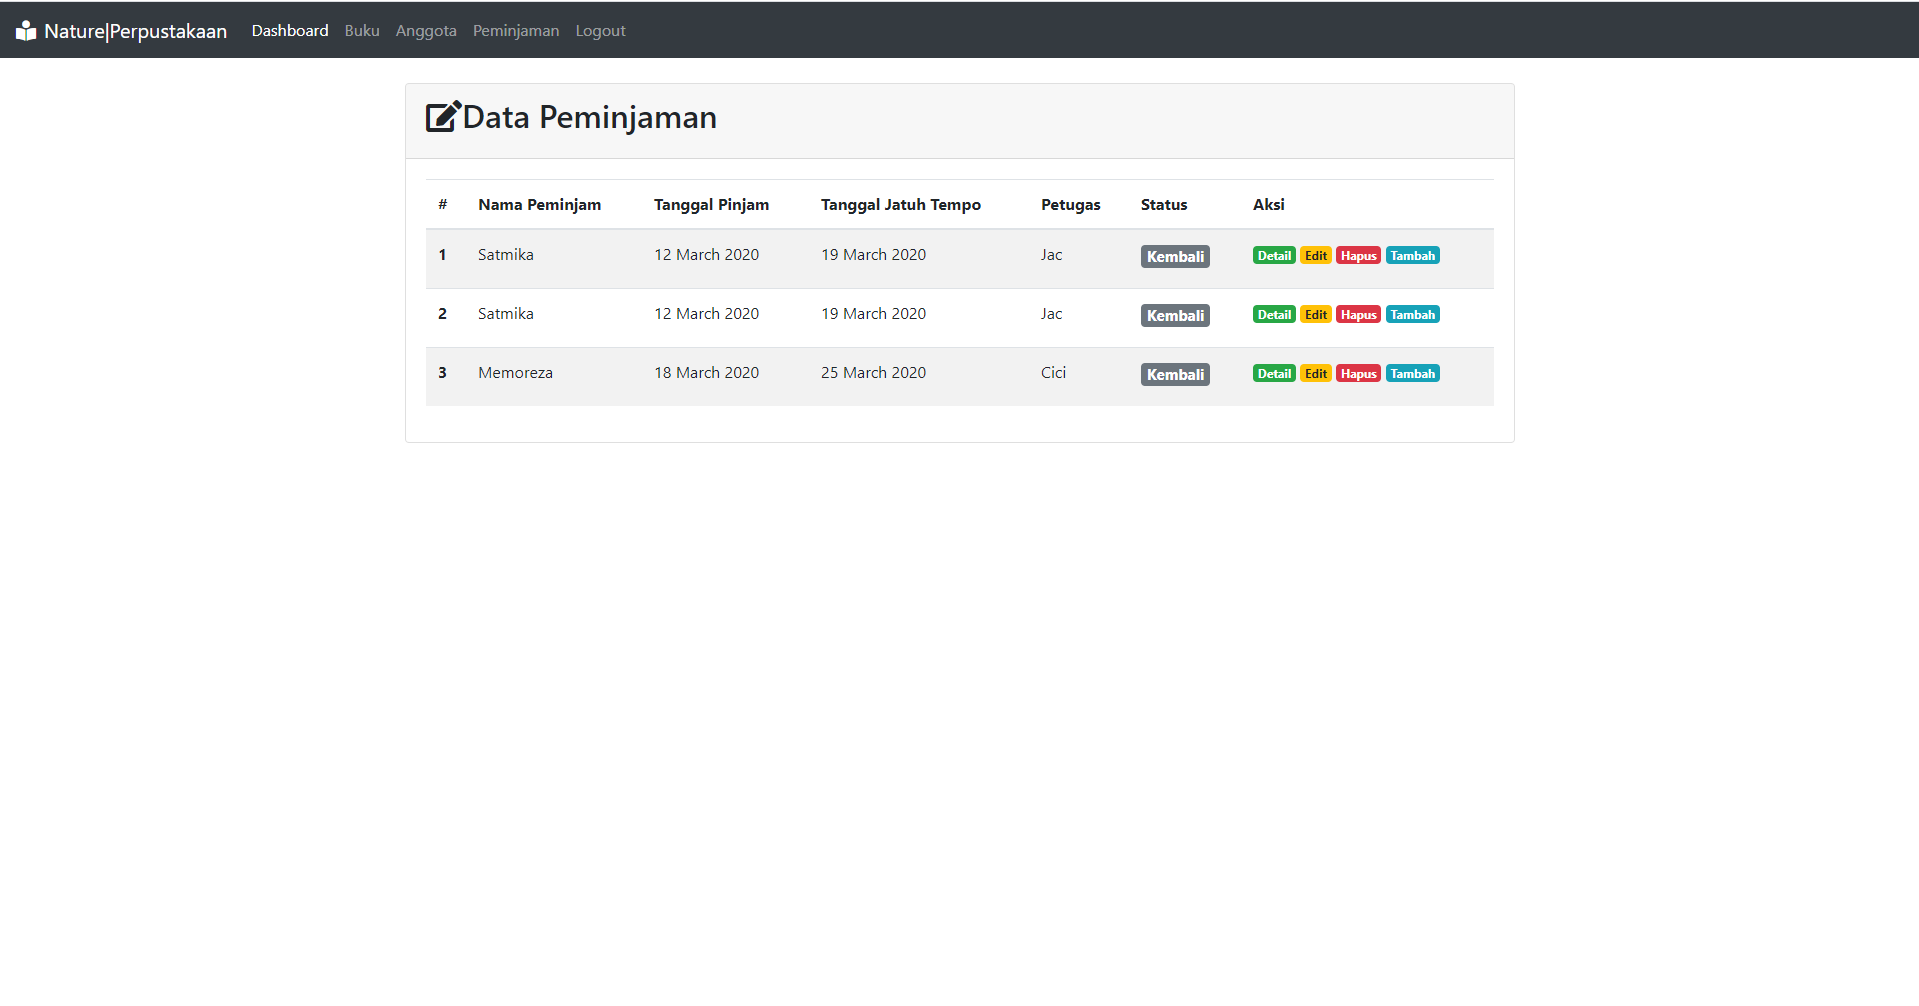 Nature|Perpustakaan Dashboard Buku Anggota Peminjaman Logout
Data Peminjaman
# Nama Peminjam Tanggal Pinjam Tanggal Jatuh Tempo Petugas Status Aksi
1 Satmika 12 March 2020 19 March 2020 Jac Kembali Detail Edit Hapus Tambah
2 Satmika 12 March 2020 19 March 2020 Jac Kembali Detail Edit Hapus Tambah
3 Memoreza 18 March 2020 25 March 2020 Cici Kembali Detail Edit Hapus Tambah